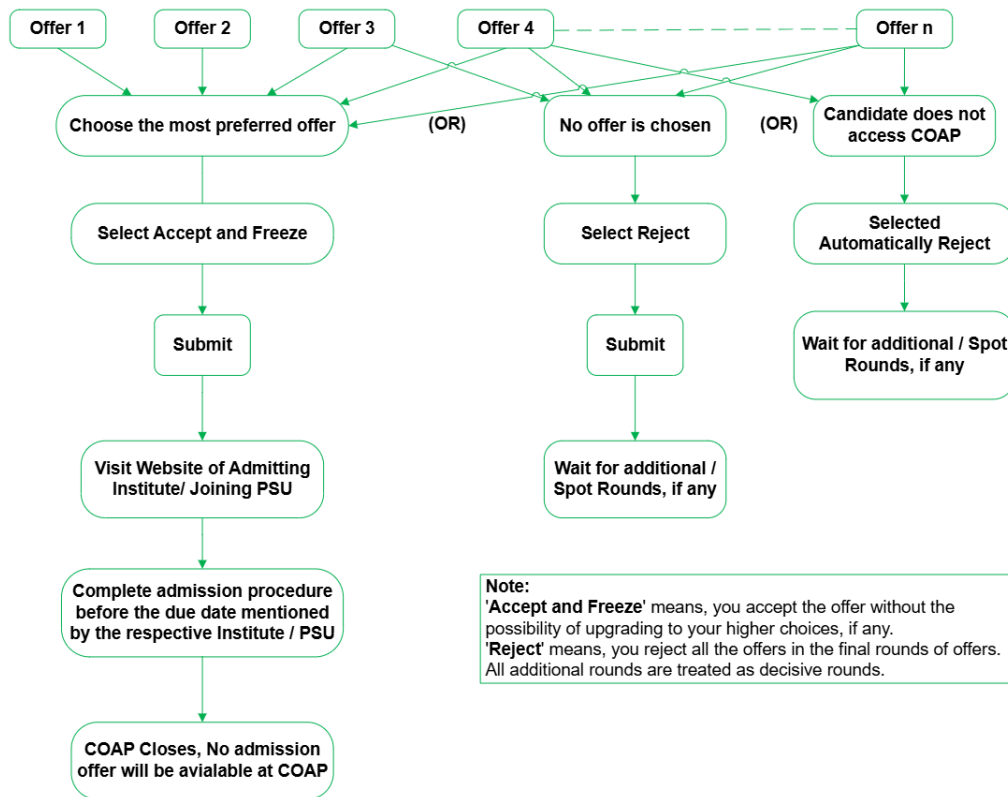 Offer 1
Offer 2
Offer 3
Offer 4
Offer n
Choose the most preferred offer
(OR)
No offer is chosen
(OR)
Candidate does not
access COAP
Select Accept and Freeze
Select Reject
Selected
Automatically Reject
Submit
Submit
Wait for additional / Spot
Rounds, if any
Visit Website of Admitting
Institute/ Joining PSU
Wait for additional /
Spot Rounds, if any
Complete admission procedure
before the due date mentioned
by the respective Institute / PSU
Note:
'Accept and Freeze' means, you accept the offer without the
possibility of upgrading to your higher choices, if any.
'Reject' means, you reject all the offers in the final rounds of offers.
All additional rounds are treated as decisive rounds.
COAP Closes, No admission
offer will be avialable at COAP